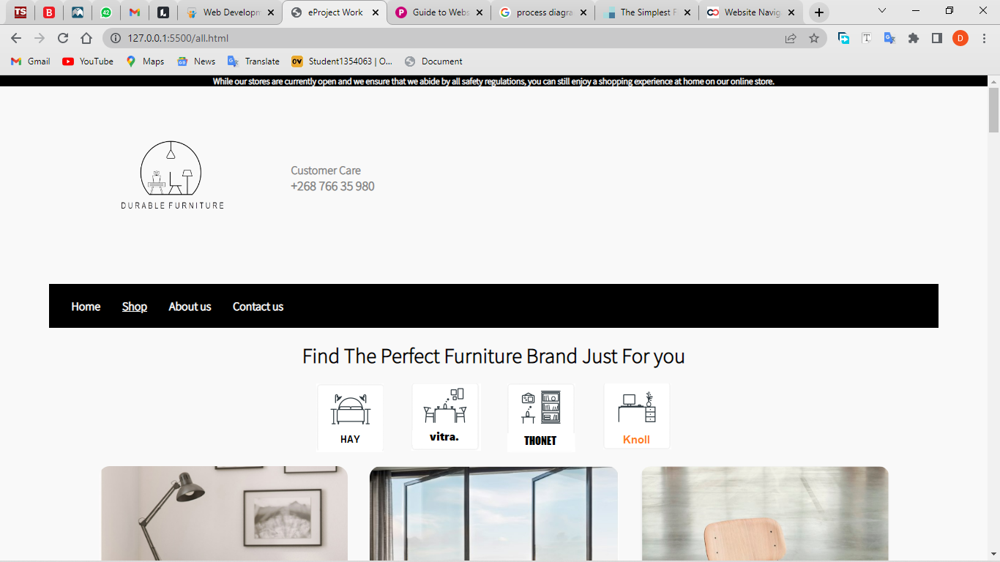 TS
B
42
L
Web Developm
eProject Work
P
Guide to Webs
G
process diagra
The Simplest F
Website Navig
127.0.0.1:5500/all.html
T
D
Gmail
YouTube
Maps
News
Translate
OV
Student1354063 | O...
Document
While our stores are currently open and we ensure that we abide by all safety regulations, you can still enjoy a shopping experience at home on our online store.
DURABLE FURNITURE
Customer Care
+268 766 35 980
Home Shop About us Contact us
Find The Perfect Furniture Brand Just For you
HAY
vitra.
THONET
Knoll